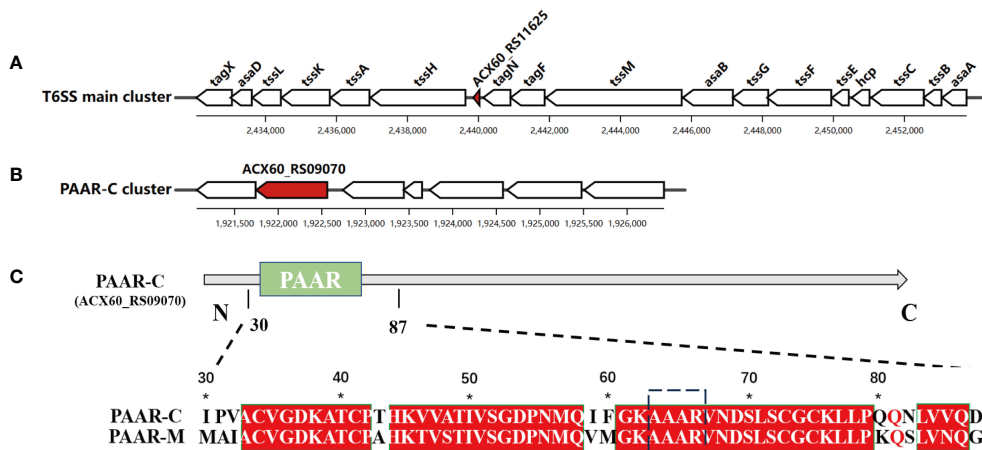 A
tagX asaD tssL tssK tssA tssH ACX60_RS11625 tagN tagF tssM asaB tssG tssF tssE hcp tssC tssB asaA
T6SS main cluster
2,434,000 2,436,000 2,438,000 2,440,000 2,442,000 2,444,000 2,446,000 2,448,000 2,450,000 2,452,000
B
ACX60_RS09070
PAAR-C cluster
1,921,500 1,922,000 1,922,500 1,923,000 1,923,500 1,924,000 1,924,500 1,925,000 1,925,500 1,926,000
C
PAAR-C
(ACX60_RS09070)
PAAR
N
C
30
87
30 40 50 60 70 80
* * * * * *
PAAR-C IPVACVGDKATCPTHKVVATIVSGDPNMQIFGKAAARVNDSLSCGCKLLPQQNLVVQD
PAAR-M MAIACVGDKATCPAHKTVSTIVSGDPNMQVMGKAAARVNDSLSCGCKLLPKQSLVNQG